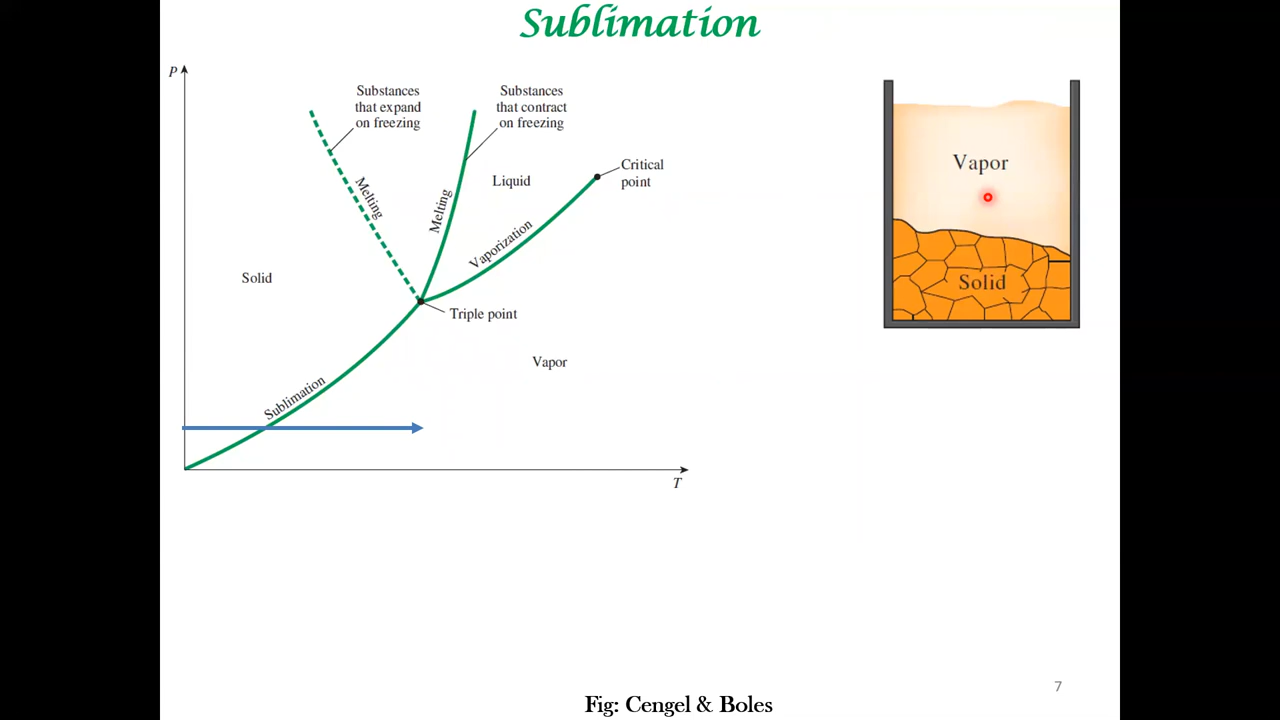 Sublimation
P
Substances
that expand
on freezing
Substances
that contract
on freezing
Melting
Melting
Liquid
Critical
point
Vaporization
Solid
Triple point
Vapor
Sublimation
T
Vapor
Solid
7
Fig: Cengel & Boles